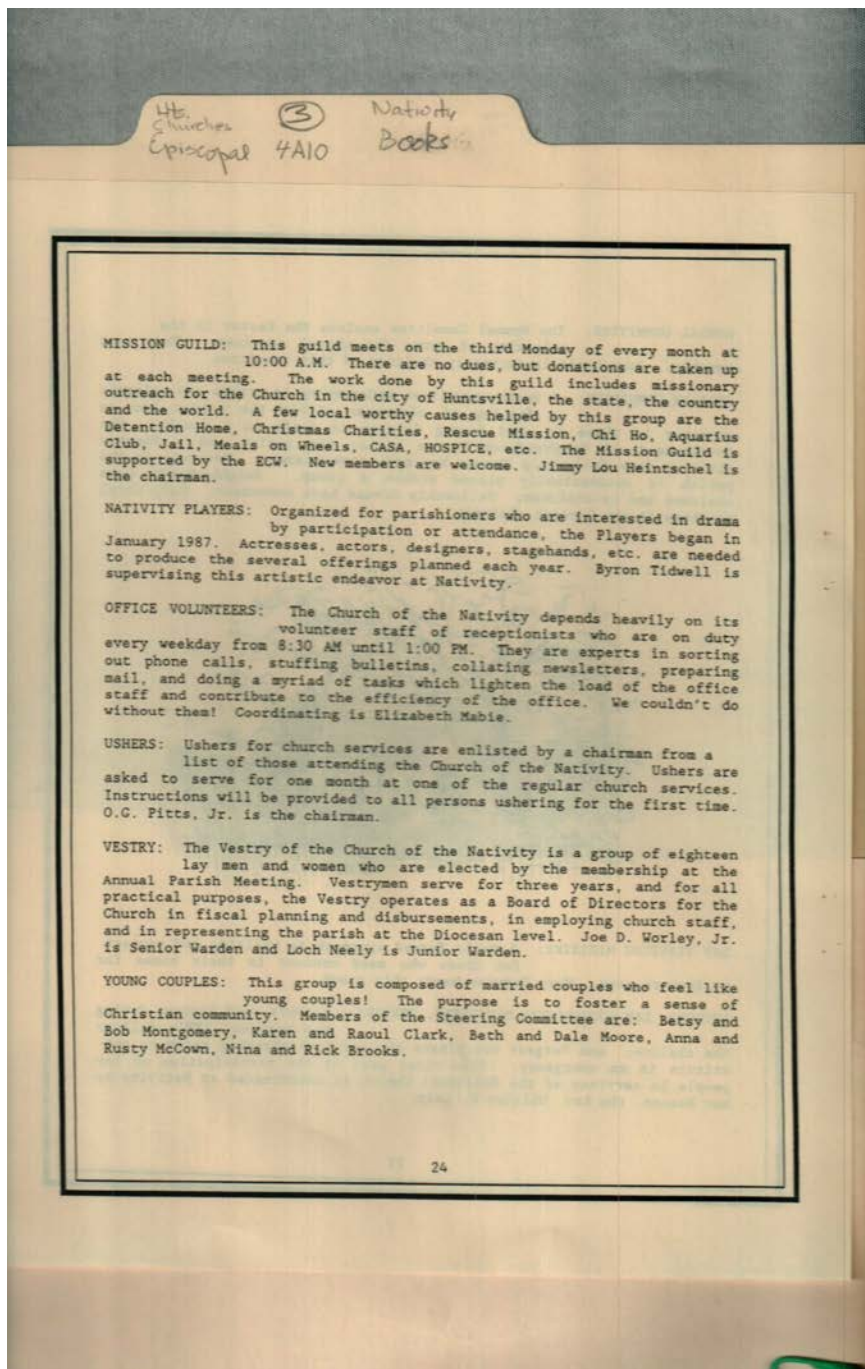 Ht. ③ Nativity
Churches
Episcopal 4A10 Books
MISSION GUILD: This guild meets on the third Monday of every month at
10:00 A.M. There are no dues, but donations are taken up
at each meeting. The work done by this guild includes missionary
outreach for the Church in the city of Huntsville, the state, the country
and the world. A few local worthy causes helped by this group are the
Detention Home, Christmas Charities, Rescue Mission, Chi Ho, Aquarius
Club, Jail, Meals on Wheels, CASA, HOSPICE, etc. The Mission Guild is
supported by the ECW. New members are welcome. Jimmy Lou Heintschel is
the chairman.
NATIVITY PLAYERS: Organized for parishioners who are interested in drama
by participation or attendance, the Players began in
January 1987. Actresses, actors, designers, stagehands, etc. are needed
to produce the several offerings planned each year. Byron Tidwell is
supervising this artistic endeavor at Nativity.
OFFICE VOLUNTEERS: The Church of the Nativity depends heavily on its
volunteer staff of receptionists who are on duty
every weekday from 8:30 AM until 1:00 PM. They are experts in sorting
out phone calls, stuffing bulletins, collating newsletters, preparing
mail, and doing a myriad of tasks which lighten the load of the office
staff and contribute to the efficiency of the office. We couldn't do
without them! Coordinating is Elizabeth Mabie.
USHERS: Ushers for church services are enlisted by a chairman from a
list of those attending the Church of the Nativity. Ushers are
asked to serve for one month at one of the regular church services.
Instructions will be provided to all persons ushering for the first time.
O.G. Pitts, Jr. is the chairman.
VESTRY: The Vestry of the Church of the Nativity is a group of eighteen
lay men and women who are elected by the membership at the
Annual Parish Meeting. Vestrymen serve for three years, and for all
practical purposes, the Vestry operates as a Board of Directors for the
Church in fiscal planning and disbursements, in employing church staff,
and in representing the parish at the Diocesan level. Joe D. Worley, Jr.
is Senior Warden and Loch Neely is Junior Warden.
YOUNG COUPLES: This group is composed of married couples who feel like
young couples! The purpose is to foster a sense of
Christian community. Members of the Steering Committee are: Betsy and
Bob Montgomery, Karen and Raoul Clark, Beth and Dale Moore, Anna and
Rusty McCown, Nina and Rick Brooks.
24